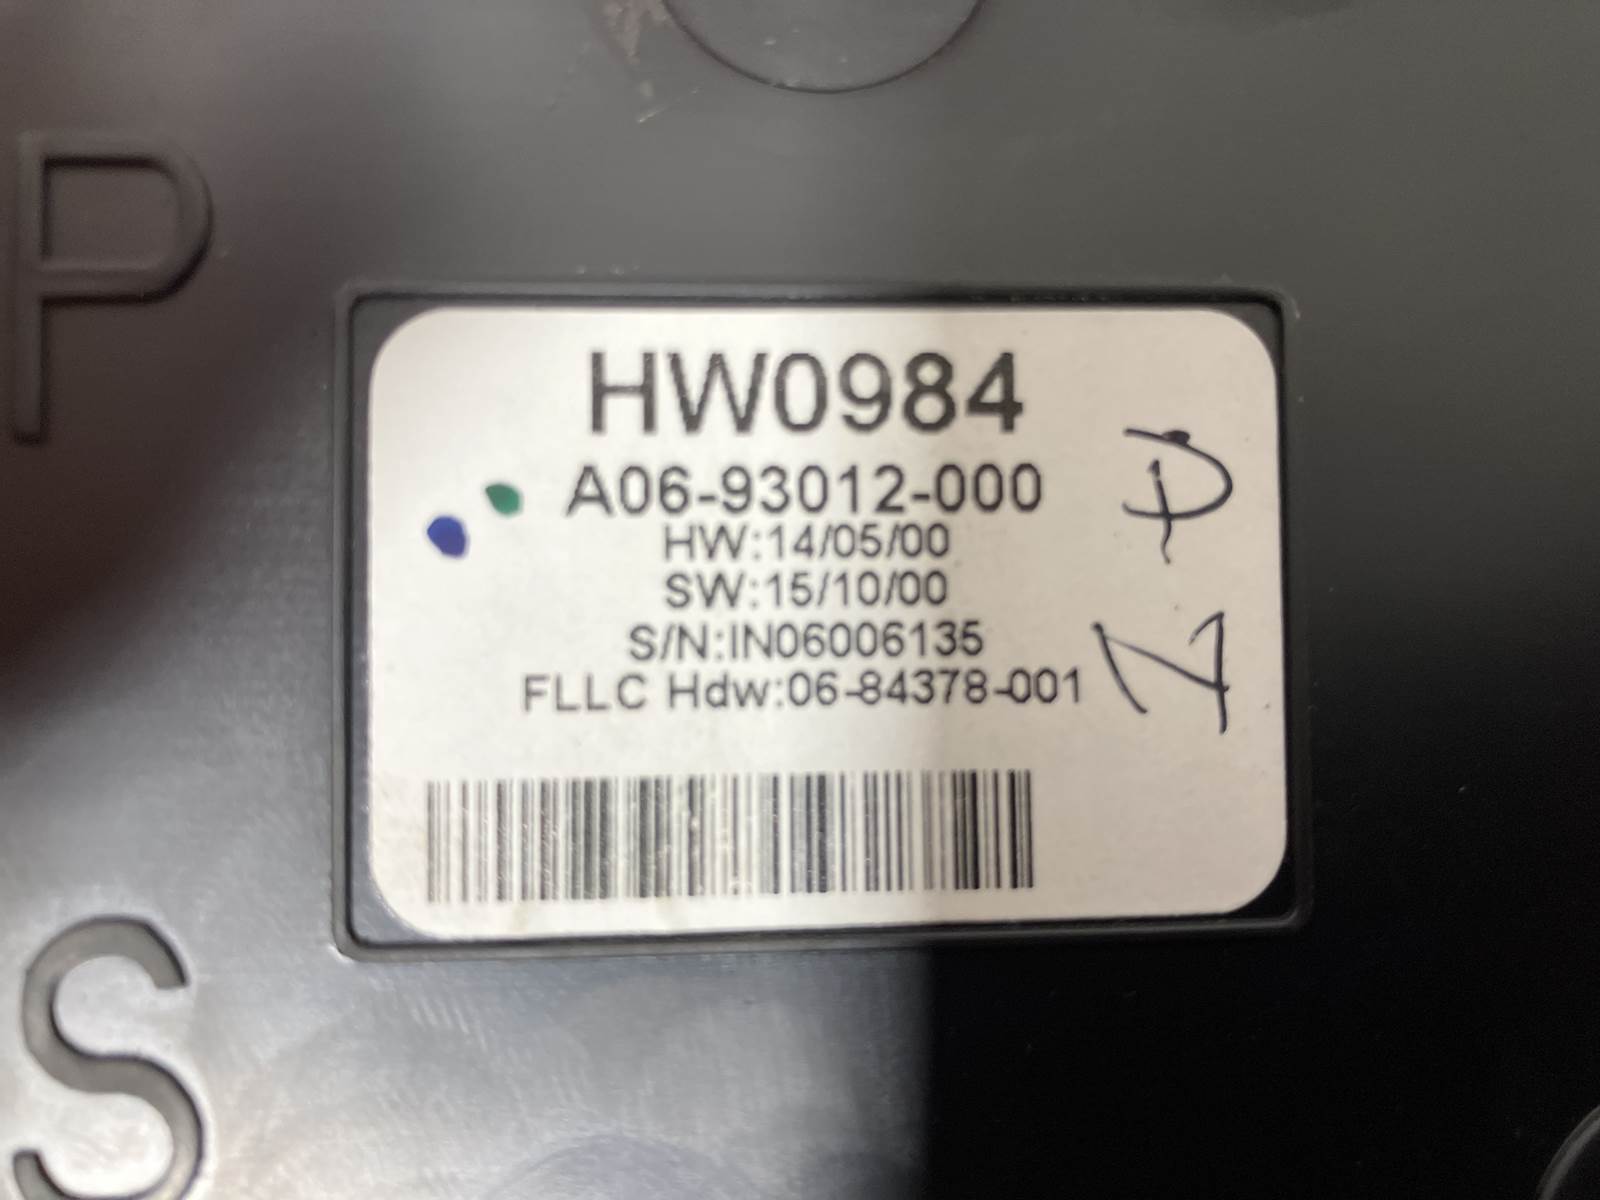 P
HW0984
A06-93012-000
HW:14/05/00
SW:15/10/00
S/N:IN06006135
FLLC Hdw:06-84378-001
S